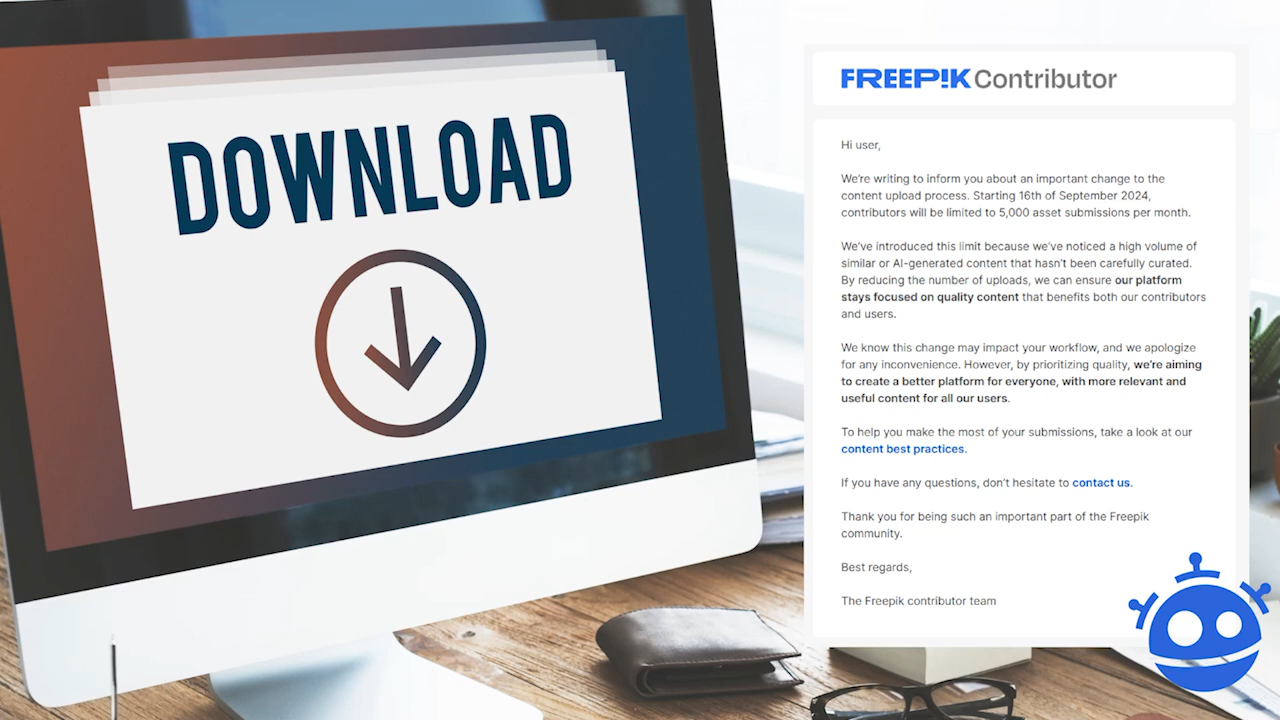 DOWNLOAD
FREEP!K Contributor
Hi user,
We're writing to inform you about an important change to the
content upload process. Starting 16th of September 2024,
contributors will be limited to 5,000 asset submissions per month.
We've introduced this limit because we've noticed a high volume of
similar or AI-generated content that hasn't been carefully curated.
By reducing the number of uploads, we can ensure our platform
stays focused on quality content that benefits both our contributors
and users.
We know this change may impact your workflow, and we apologize
for any inconvenience. However, by prioritizing quality, we're aiming
to create a better platform for everyone, with more relevant and
useful content for all our users.
To help you make the most of your submissions, take a look at our
content best practices.
If you have any questions, don't hesitate to contact us.
Thank you for being such an important part of the Freepik
community.
Best regards,
The Freepik contributor team